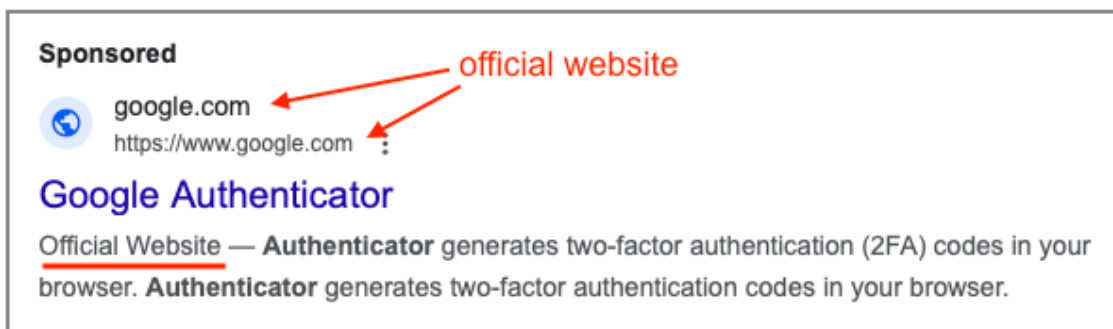 Sponsored
official website
google.com
https://www.google.com
Google Authenticator
Official Website — Authenticator generates two-factor authentication (2FA) codes in your
browser. Authenticator generates two-factor authentication codes in your browser.